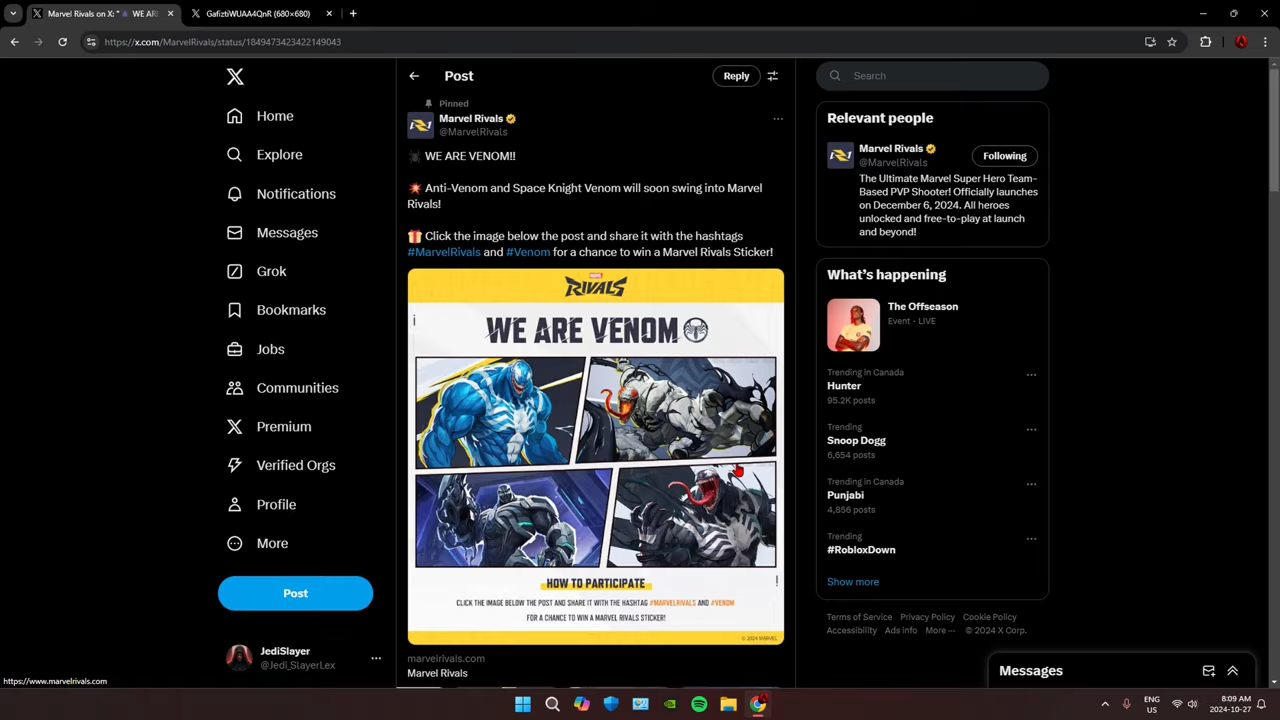 Marvel Rivals on X: " WE ARE
GafiztiWUAA4QnR (680×680)
https://x.com/MarvelRivals/status/1849473423422149043
Home
Explore
Notifications
Messages
Grok
Bookmarks
Jobs
Communities
Premium
Verified Orgs
Profile
More
Post
JediSlayer
@Jedi_SlayerLex
https://www.marvelrivals.com
Post
Reply
Pinned
Marvel Rivals
@MarvelRivals
WE ARE VENOM!!
Anti-Venom and Space Knight Venom will soon swing into Marvel
Rivals!
Click the image below the post and share it with the hashtags
#MarvelRivals and #Venom for a chance to win a Marvel Rivals Sticker!
MARVEL
RIVALS
WE ARE VENOM
HOW TO PARTICIPATE
CLICK THE IMAGE BELOW THE POST AND SHARE IT WITH THE HASHTAG #MARVELRIVALS AND #VENOM
FOR A CHANCE TO WIN A MARVEL RIVALS STICKER!
© 2024 MARVEL
marvelrivals.com
Marvel Rivals
Search
Relevant people
Marvel Rivals
@MarvelRivals
Following
The Ultimate Marvel Super Hero Team-
Based PVP Shooter! Officially launches
on December 6, 2024. All heroes
unlocked and free-to-play at launch
and beyond!
What's happening
The Offseason
Event · LIVE
Trending in Canada
Hunter
95.2K posts
Trending
Snoop Dogg
6,654 posts
Trending in Canada
Punjabi
4,856 posts
Trending
#RobloxDown
Show more
Terms of Service Privacy Policy Cookie Policy
Accessibility Ads info More ··· © 2024 X Corp.
Messages
ENG
US
8:09 AM
2024-10-27